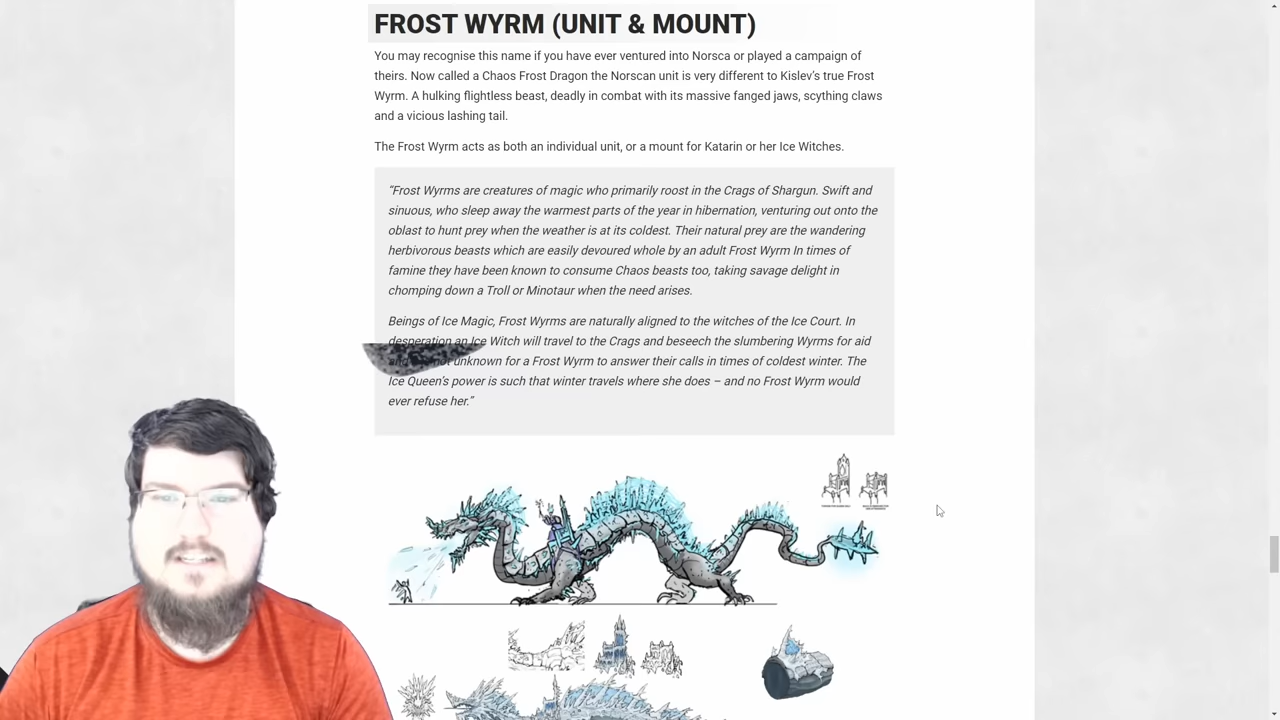 FROST WYRM (UNIT & MOUNT)
You may recognise this name if you have ever ventured into Norsca or played a campaign of
theirs. Now called a Chaos Frost Dragon the Norscan unit is very different to Kislev's true Frost
Wyrm. A hulking flightless beast, deadly in combat with its massive fanged jaws, scything claws
and a vicious lashing tail.
The Frost Wyrm acts as both an individual unit, or a mount for Katarin or her Ice Witches.
“Frost Wyrms are creatures of magic who primarily roost in the Crags of Shargun. Swift and
sinuous, who sleep away the warmest parts of the year in hibernation, venturing out onto the
oblast to hunt prey when the weather is at its coldest. Their natural prey are the wandering
herbivorous beasts which are easily devoured whole by an adult Frost Wyrm In times of
famine they have been known to consume Chaos beasts too, taking savage delight in
chomping down a Troll or Minotaur when the need arises.
Beings of Ice Magic, Frost Wyrms are naturally aligned to the witches of the Ice Court. In
desperation an Ice Witch will travel to the Crags and beseech the slumbering Wyrms for aid
unknown for a Frost Wyrm to answer their calls in times of coldest winter. The
Ice Queen's power is such that winter travels where she does – and no Frost Wyrm would
ever refuse her.”